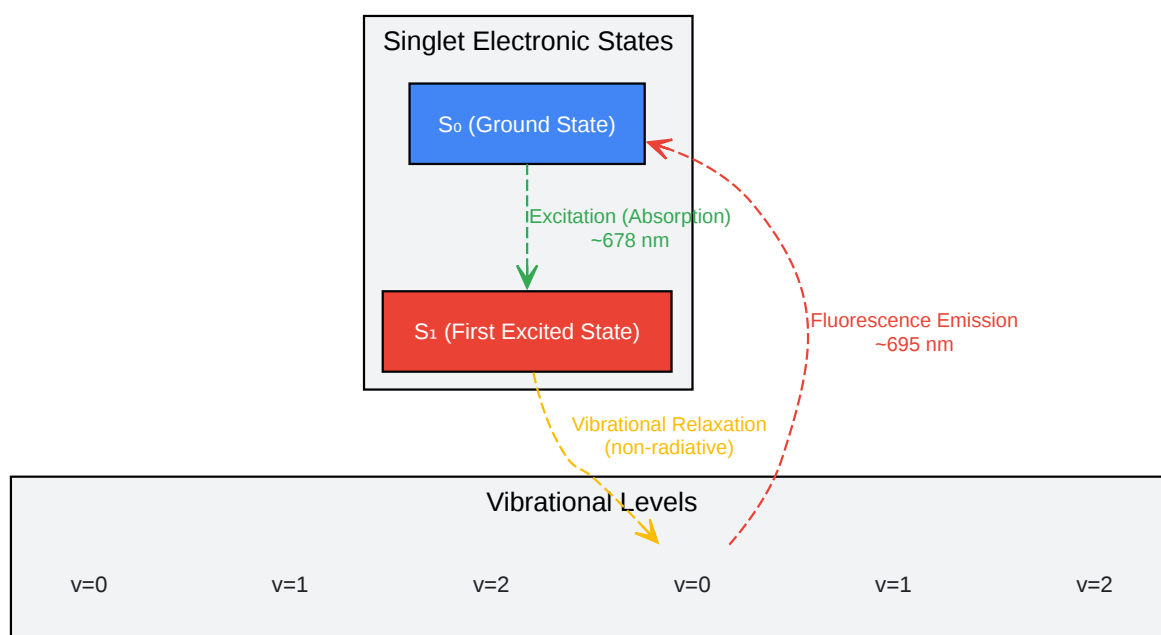 Singlet Electronic States
S₀ (Ground State)
Excitation (Absorption)
~678 nm
S₁ (First Excited State)
Fluorescence Emission
~695 nm
Vibrational Relaxation
(non-radiative)
Vibrational Levels
v=0 v=1 v=2 v=0 v=1 v=2